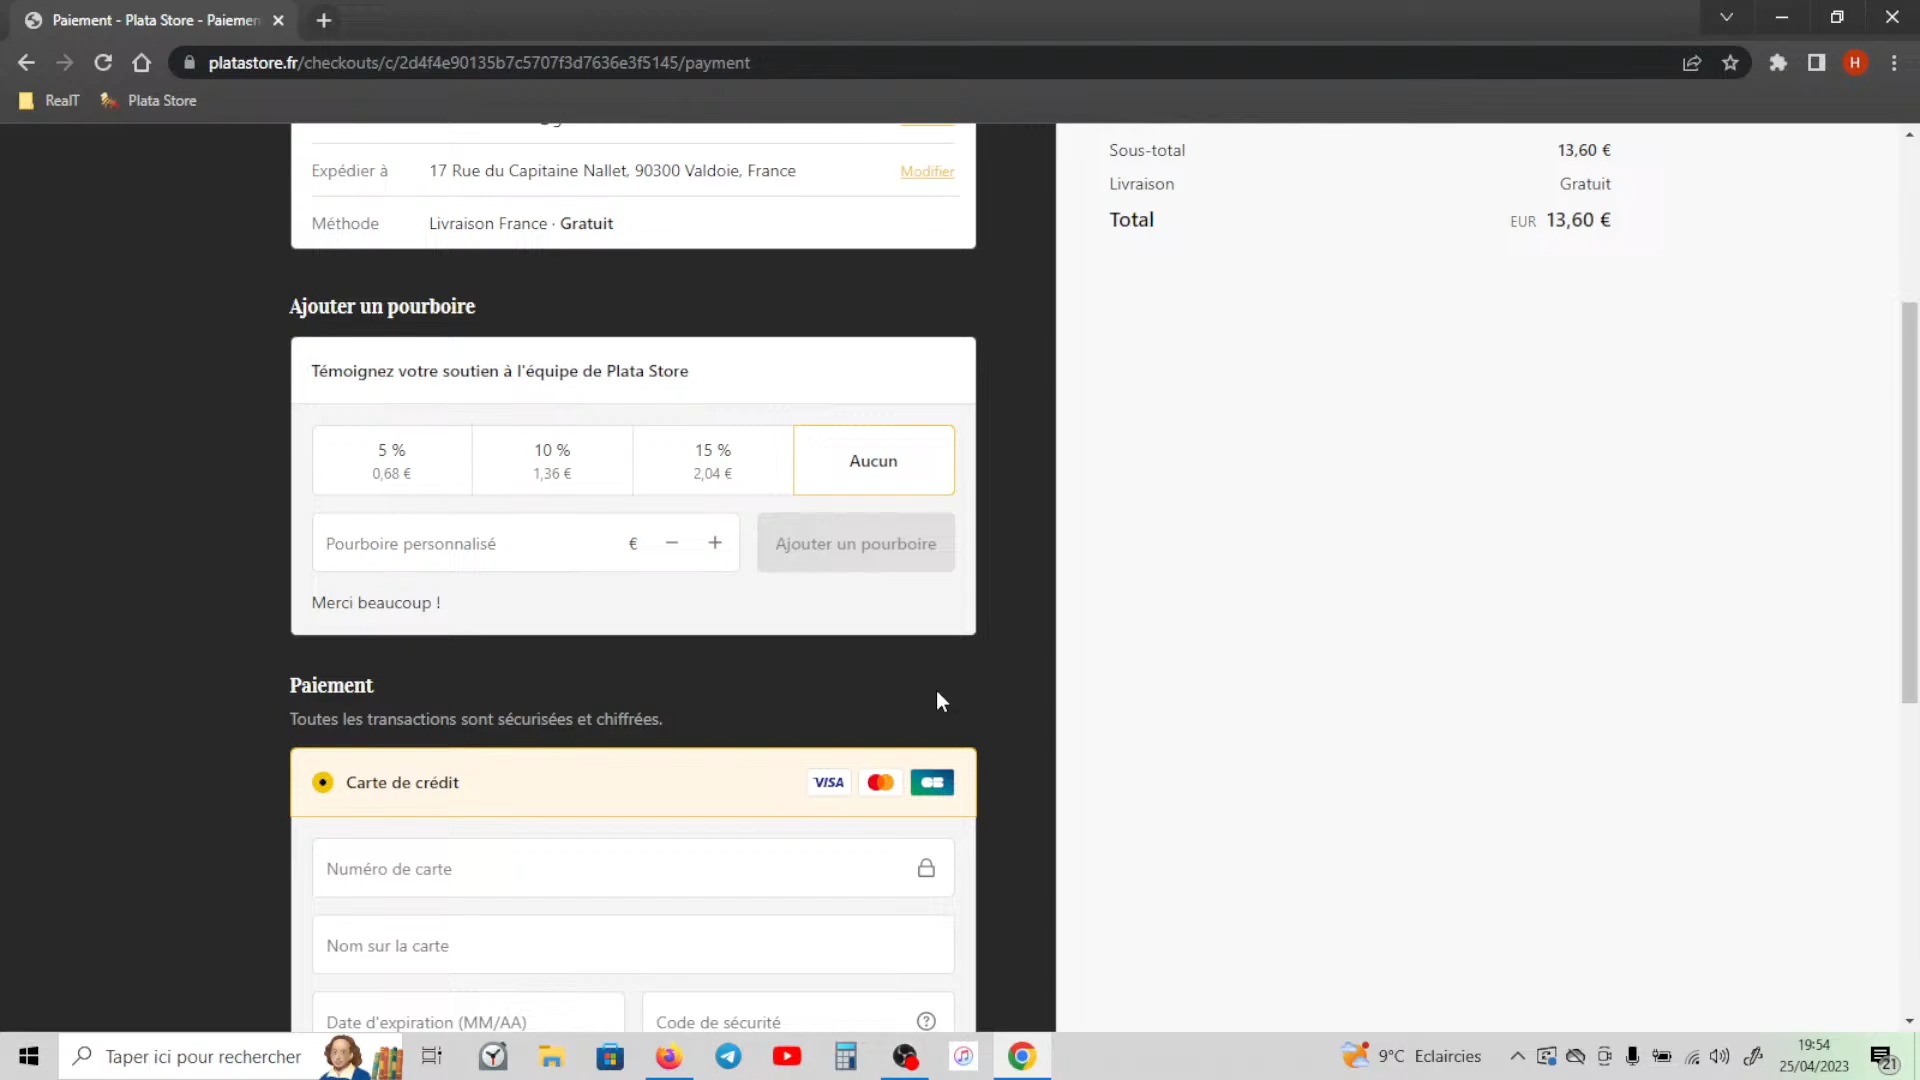 Paiement - Plata Store - Paiemen
platastore.fr/checkouts/c/2d4f4e90135b7c5707f3d7636e3f5145/payment
H
RealT
Plata Store
Expédier à
17 Rue du Capitaine Nallet, 90300 Valdoie, France
Modifier
Méthode
Livraison France · Gratuit
Sous-total
13,60 €
Livraison
Gratuit
Total
EUR 13,60 €
Ajouter un pourboire
Témoignez votre soutien à l'équipe de Plata Store
5 %
0,68 €
10 %
1,36 €
15 %
2,04 €
Aucun
Pourboire personnalisé
€ − +
Ajouter un pourboire
Merci beaucoup !
Paiement
Toutes les transactions sont sécurisées et chiffrées.
Carte de crédit
VISA
CB
Numéro de carte
Nom sur la carte
Date d'expiration (MM/AA)
Code de sécurité
?
Taper ici pour rechercher
9°C Eclaircies
19:54
25/04/2023
21